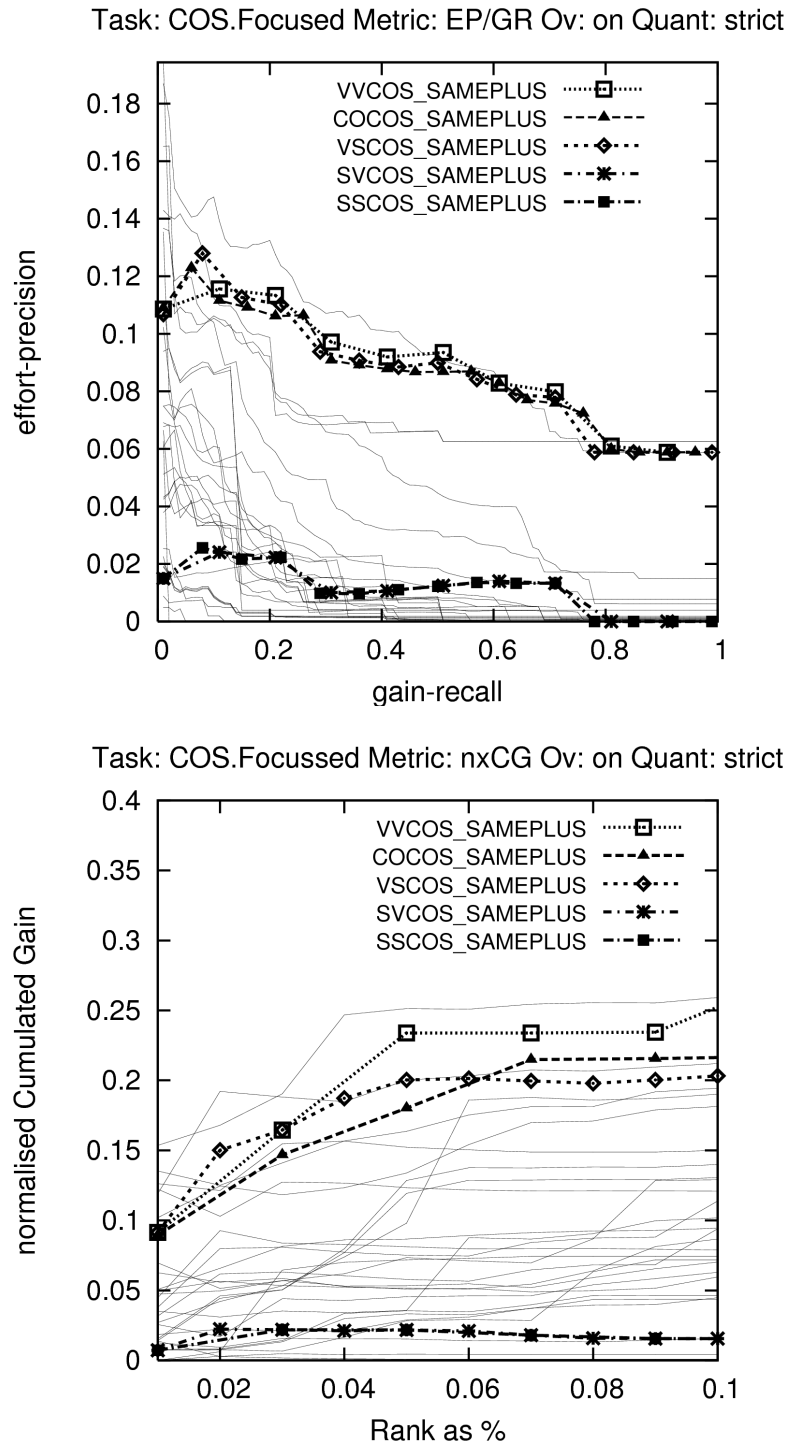 Task: COS.Focused Metric: EP/GR Ov: on Quant: strict
VVCOS_SAMEPLUS
COCOS_SAMEPLUS
VSCOS_SAMEPLUS
SVCOS_SAMEPLUS
SSCOS_SAMEPLUS
effort-precision
0.18
0.16
0.14
0.12
0.1
0.08
0.06
0.04
0.02
0
0 0.2 0.4 0.6 0.8 1
gain-recall
Task: COS.Focussed Metric: nxCG Ov: on Quant: strict
VVCOS_SAMEPLUS
COCOS_SAMEPLUS
VSCOS_SAMEPLUS
SVCOS_SAMEPLUS
SSCOS_SAMEPLUS
normalised Cumulated Gain
0.4
0.35
0.3
0.25
0.2
0.15
0.1
0.05
0
0.02 0.04 0.06 0.08 0.1
Rank as %